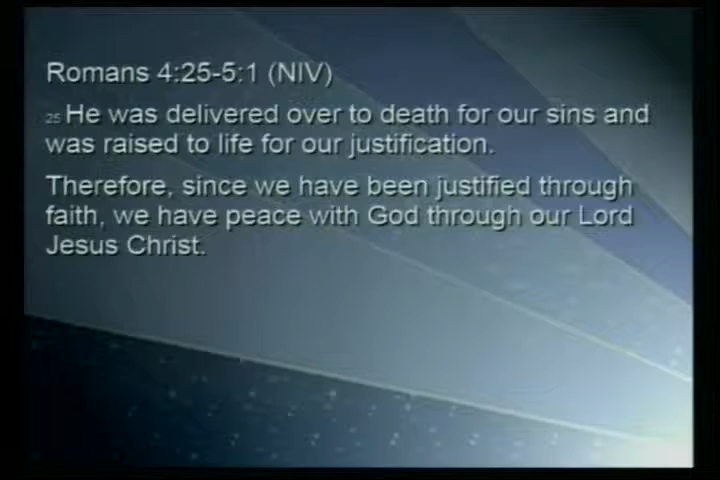 Romans 4:25-5:1 (NIV)
25 He was delivered over to death for our sins and
was raised to life for our justification.
Therefore, since we have been justified through
faith, we have peace with God through our Lord
Jesus Christ.